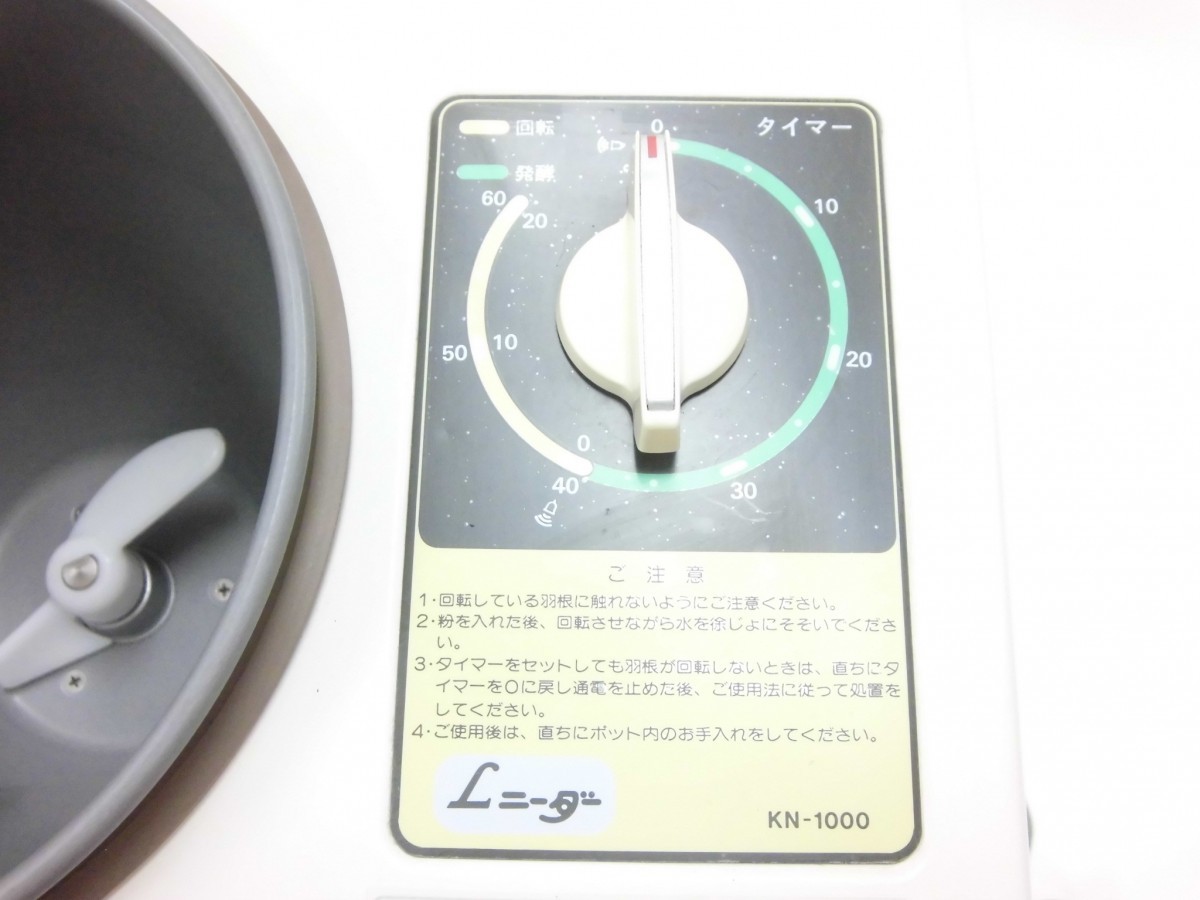 回転
0
タイマー
発酵
60
20
10
50
10
20
0
40
30
ご注意
1・回転している羽根に触れないようにご注意ください。
2・粉を入れた後、回転させながら水を徐じょにそそいでくださ
い。
3・タイマーをセットしても羽根が回転しないときは、直ちにタ
イマーを0に戻し通電を止めた後、ご使用法に従って処置を
してください。
4・ご使用後は、直ちにポット内のお手入れをしてください。
Lニーダー
KN-1000